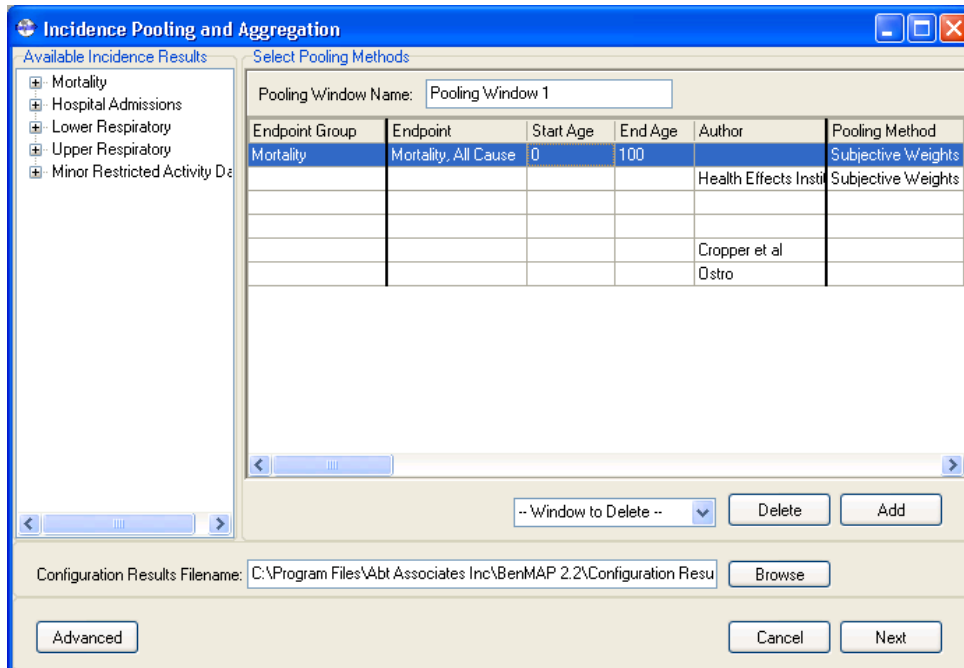 Incidence Pooling and Aggregation
Available Incidence Results
Mortality
Hospital Admissions
Lower Respiratory
Upper Respiratory
Minor Restricted Activity Da
Select Pooling Methods
Pooling Window Name: Pooling Window 1
Endpoint Group Endpoint Start Age End Age Author Pooling Method
Mortality Mortality, All Cause 0 100 Subjective Weights
Health Effects Insti Subjective Weights
Cropper et al
Ostro
-- Window to Delete -- Delete Add
Configuration Results Filename: C:\Program Files\Abt Associates Inc\BenMAP 2.2\Configuration Resu Browse
Advanced Cancel Next